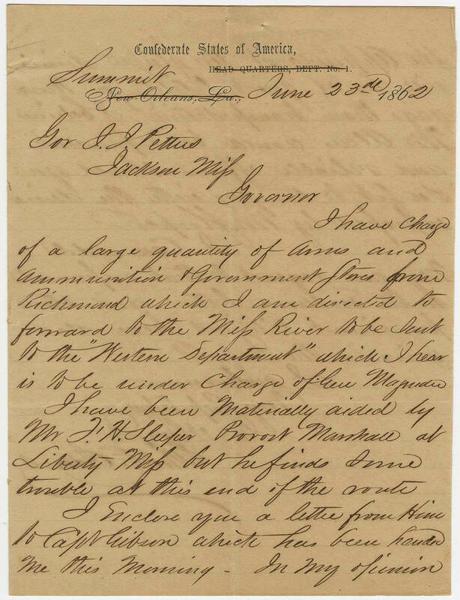 Confederate States of America,
HEAD QUARTERS, DEPT. No. 1.
Summit
New Orleans, La., June 23rd 1862
Gov J. J. Pettus
Jackson Miss
Governor
I have charge
of a large quantity of arms and
ammunition & Government Stores from
Richmond which I am directed to
forward to the Miss River to be sent
to the "Western Department" which I hear
is to be under Charge of Genl Magruder
I have been Materially aided by
Mr J. H. Sleeper Provost Marshall at
Liberty Miss but he finds some
trouble at this end of the route
I Enclose you a letter from Him
to Capt Gibson which has been handed
Me this Morning - In My opinion